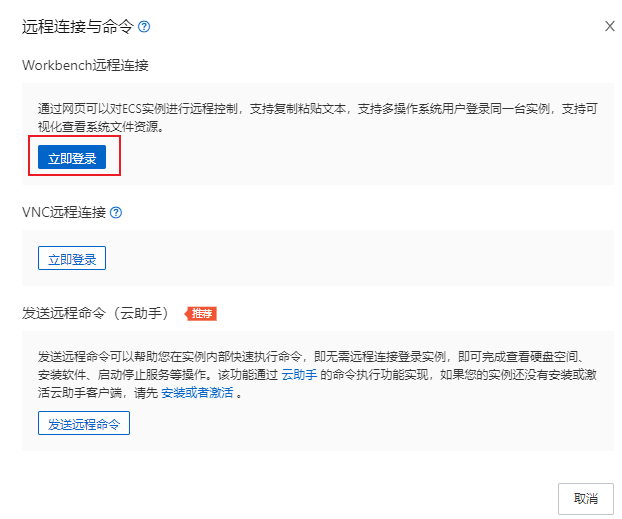 远程连接与命令
Workbench远程连接
通过网页可以对ECS实例进行远程控制，支持复制粘贴文本，支持多操作系统用户登录同一台实例，支持可
视化查看系统文件资源。
立即登录
VNC远程连接
立即登录
发送远程命令（云助手） 推荐
发送远程命令可以帮助您在实例内部快速执行命令，即无需远程连接登录实例，即可完成查看硬盘空间、
安装软件、启动停止服务等操作。该功能通过 云助手 的命令执行功能实现，如果您的实例还没有安装或激
活云助手客户端，请先 安装或者激活 。
发送远程命令
取消